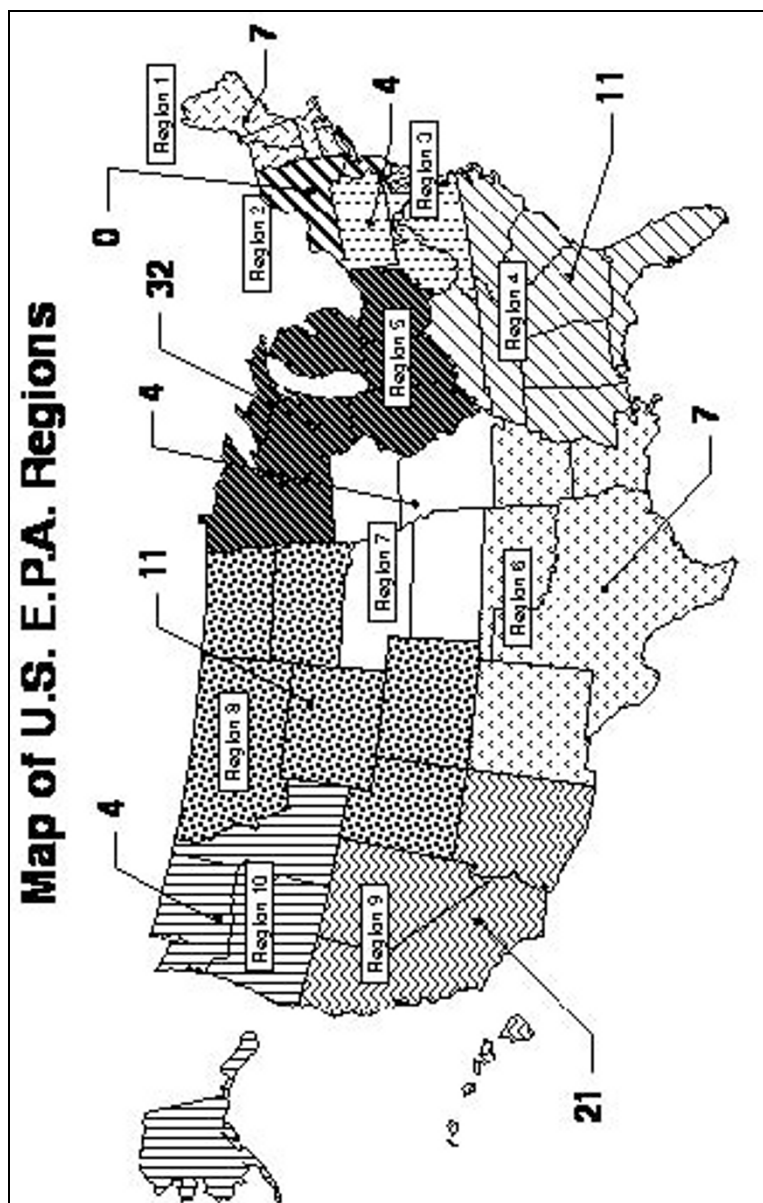 Map of U.S. E.P.A. Regions
4
11
4
32
0
7
Region 1
Region 2
4
Region 3
Region 8
Region 10
Region 5
Region 7
Region 9
Region 4
Region 6
11
21
7